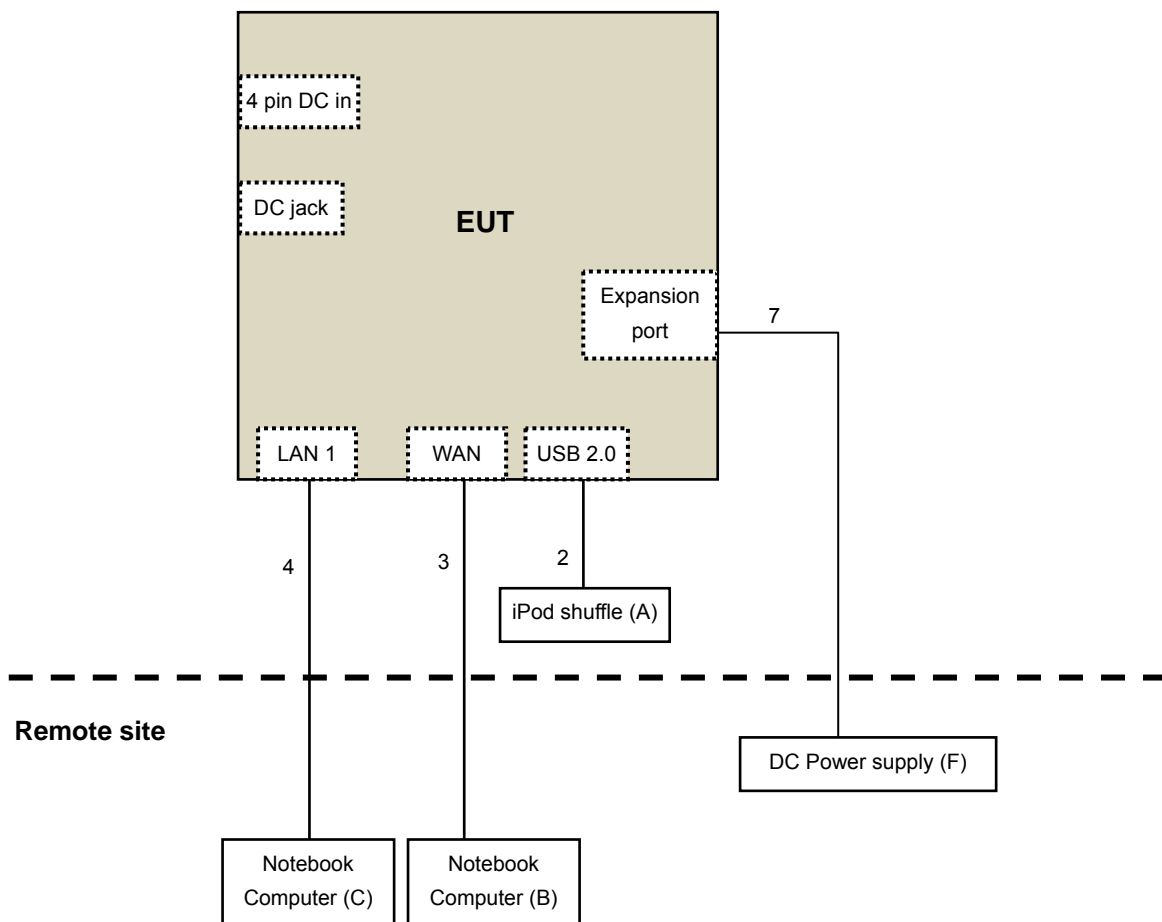 4 pin DC in
DC jack
EUT
Expansion
port
7
LAN 1
WAN
USB 2.0
4
3
2
iPod shuffle (A)
Remote site
DC Power supply (F)
Notebook
Computer (C)
Notebook
Computer (B)